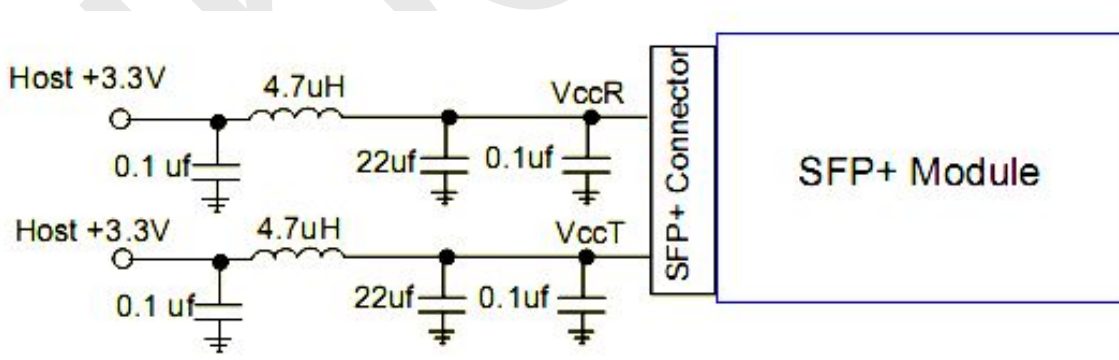 Host +3.3V
4.7uH
VccR
0.1 uf
22uf
0.1uf
SFP+ Connector
SFP+ Module
Host +3.3V
4.7uH
VccT
0.1 uf
22uf
0.1uf